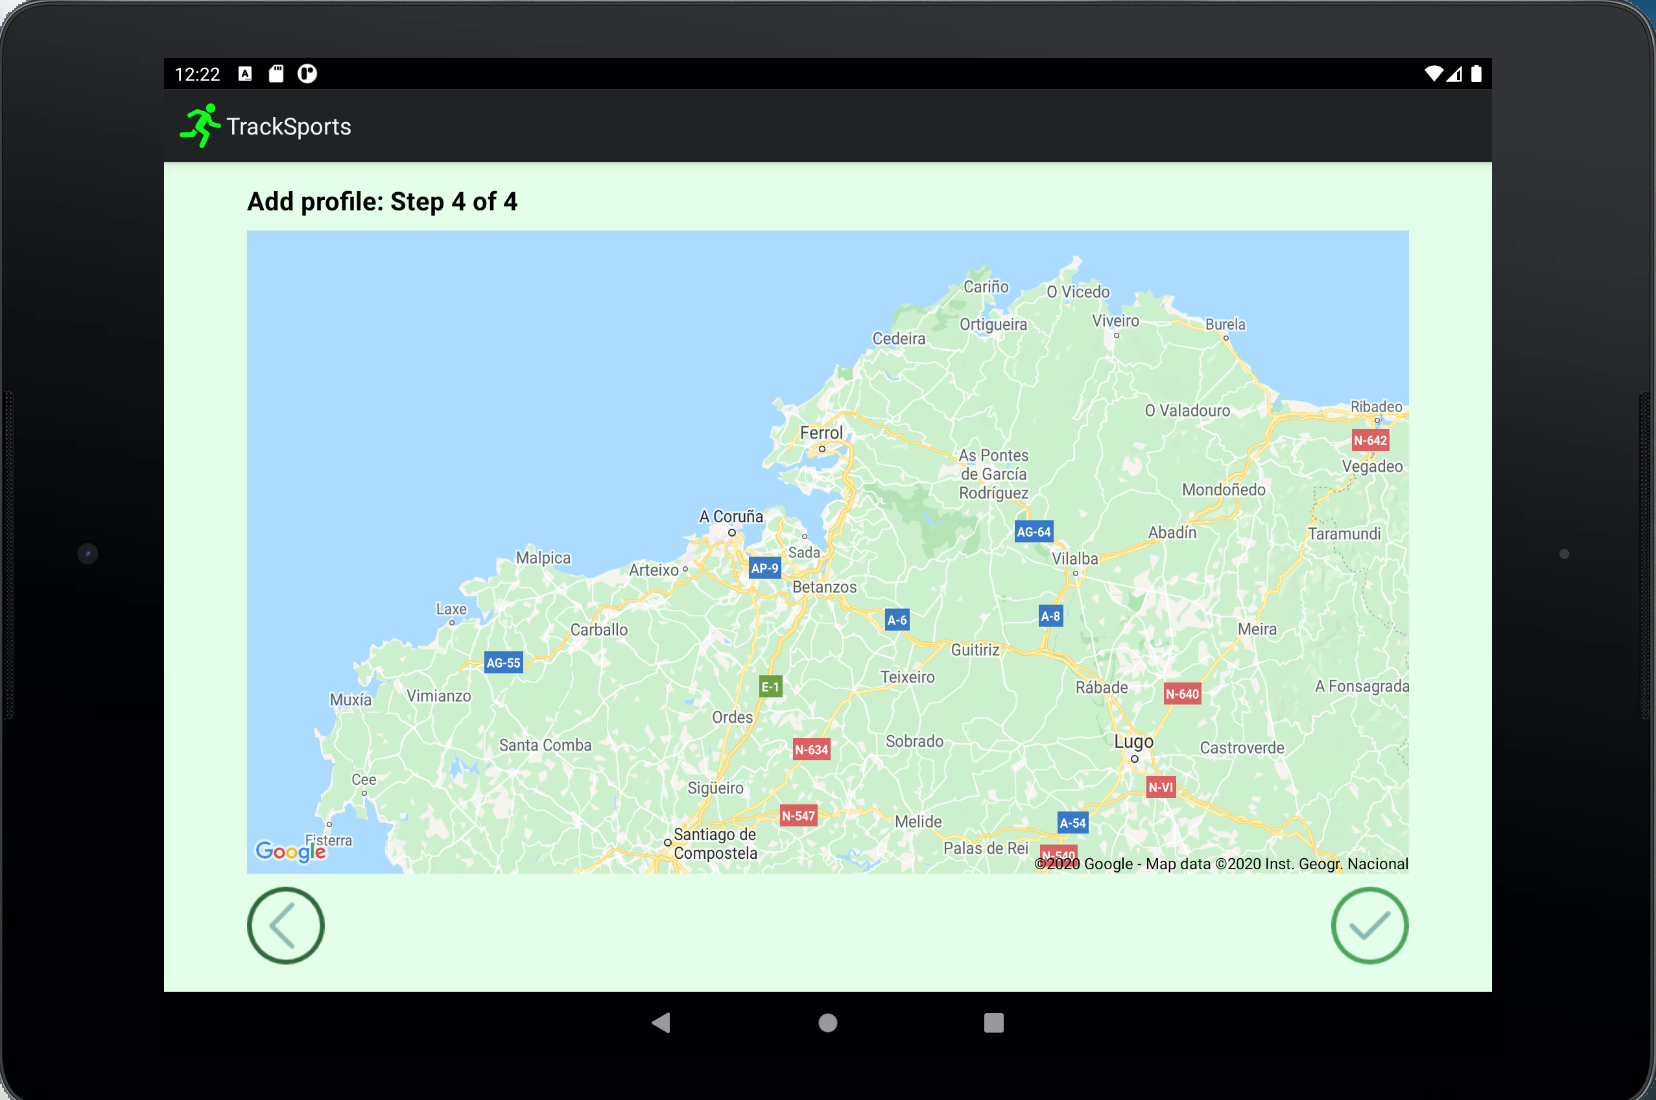 12:22
A
TrackSports
Add profile: Step 4 of 4
Cariño
O Vicedo
Ortigueira
Viveiro
Burela
Cedeira
O Valadouro
Ribadeo
Ferrol
N-642
As Pontes
de García
Rodríguez
Vegadeo
Mondoñedo
A Coruña
AG-64
Abadín
Taramundi
Malpica
Sada
Vilalba
Arteixo
AP-9
Betanzos
Laxe
A-6
A-8
Carballo
Meira
Guitiriz
AG-55
Teixeiro
E-1
Rábade
N-640
A Fonsagrada
Muxía
Vimianzo
Ordes
Santa Comba
N-634
Sobrado
Lugo
Castroverde
Cee
Sigüeiro
N-VI
N-547
Melide
A-54
Fisterra
Santiago de
Compostela
Palas de Rei
N-540
Google
©2020 Google - Map data ©2020 Inst. Geogr. Nacional